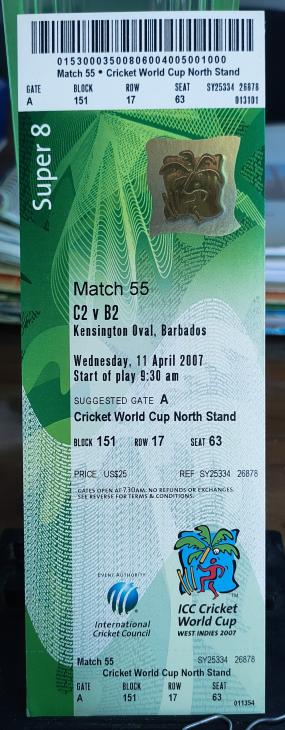 01530003500806004005001000
Match 55 • Cricket World Cup North Stand
GATE BLOCK ROW SEAT SY25334 26878
A 151 17 63 013101
Super 8
Match 55
C2 v B2
Kensington Oval, Barbados
Wednesday, 11 April 2007
Start of play 9:30 am
SUGGESTED GATE A
Cricket World Cup North Stand
BLOCK 151 ROW 17 SEAT 63
PRICE US$25 REF SY25334 26878
GATES OPEN AT 7.30AM. NO REFUNDS OR EXCHANGES.
SEE REVERSE FOR TERMS & CONDITIONS.
EVENT AUTHORITY
International
Cricket Council
TM
ICC Cricket
World Cup
WEST INDIES 2007
Match 55 SY25334 26878
Cricket World Cup North Stand
GATE BLOCK ROW SEAT
A 151 17 63 011354